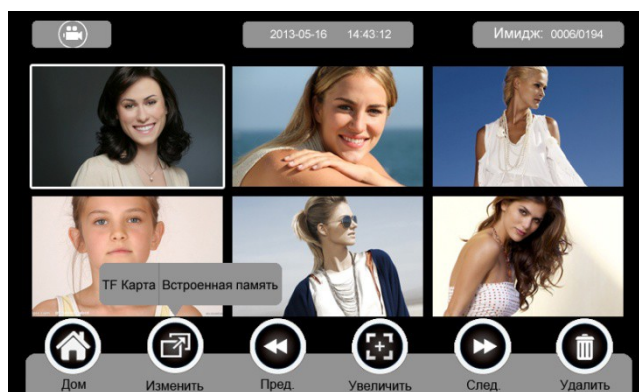 2013-05-16 14:43:12
Имидж: 0006/0194
TF Карта Встроенная память
Дом
Изменить
Пред.
Увеличить
След.
Удалить